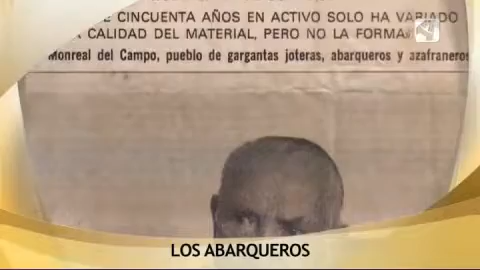 E CINCUENTA AÑOS EN ACTIVO SOLO HA VARIADO
A CALIDAD DEL MATERIAL, PERO NO LA FORMA
Monreal del Campo, pueblo de gargantas joteras, abarqueros y azafraneros
LOS ABARQUEROS